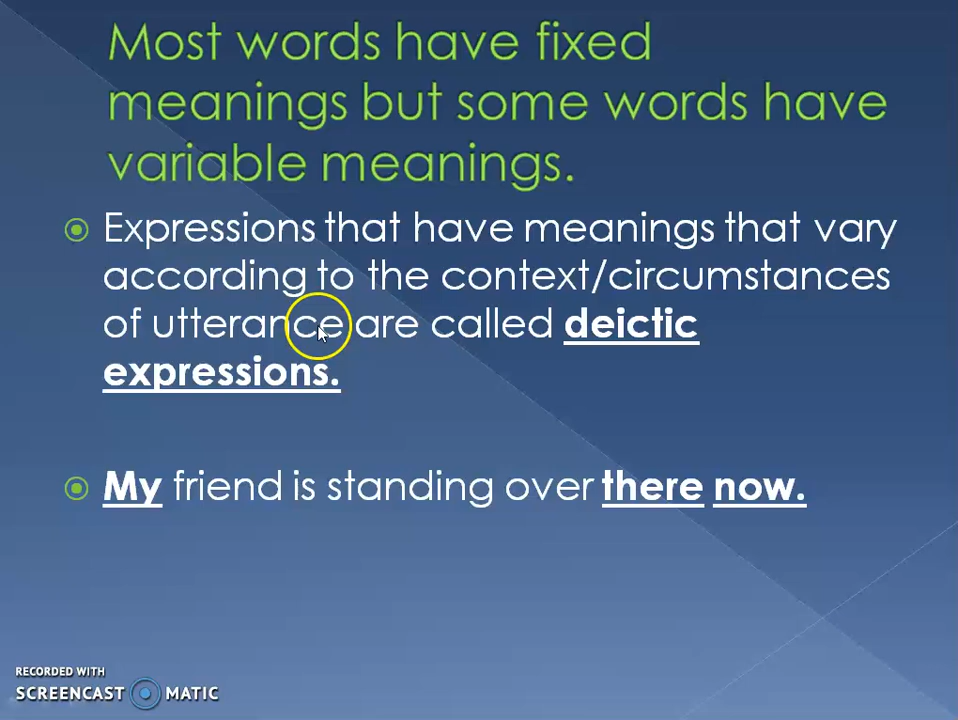 Most words have fixed
meanings but some words have
variable meanings.
Expressions that have meanings that vary
according to the context/circumstances
of utterance are called deictic
expressions.
My friend is standing over there now.
RECORDED WITH
SCREENCAST MATIC